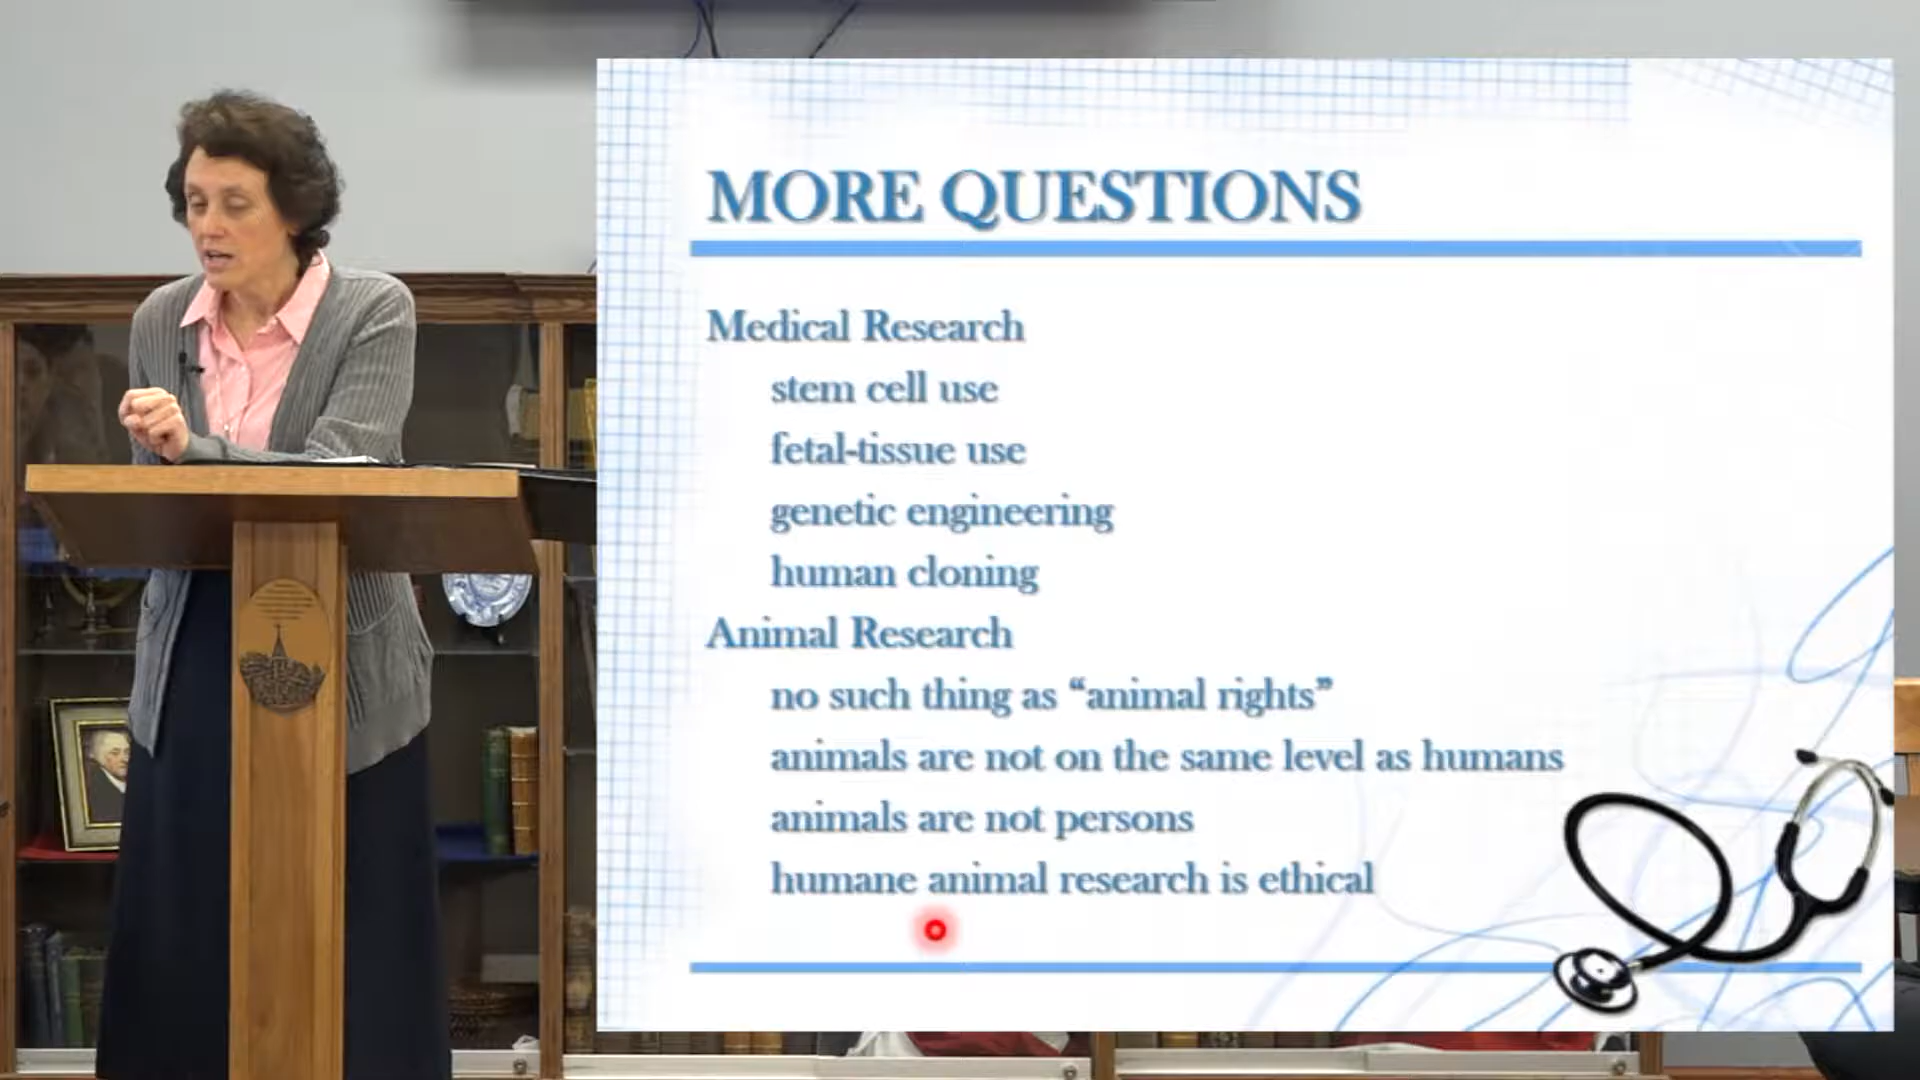 MORE QUESTIONS
Medical Research
stem cell use
fetal-tissue use
genetic engineering
human cloning
Animal Research
no such thing as “animal rights”
animals are not on the same level as humans
animals are not persons
humane animal research is ethical